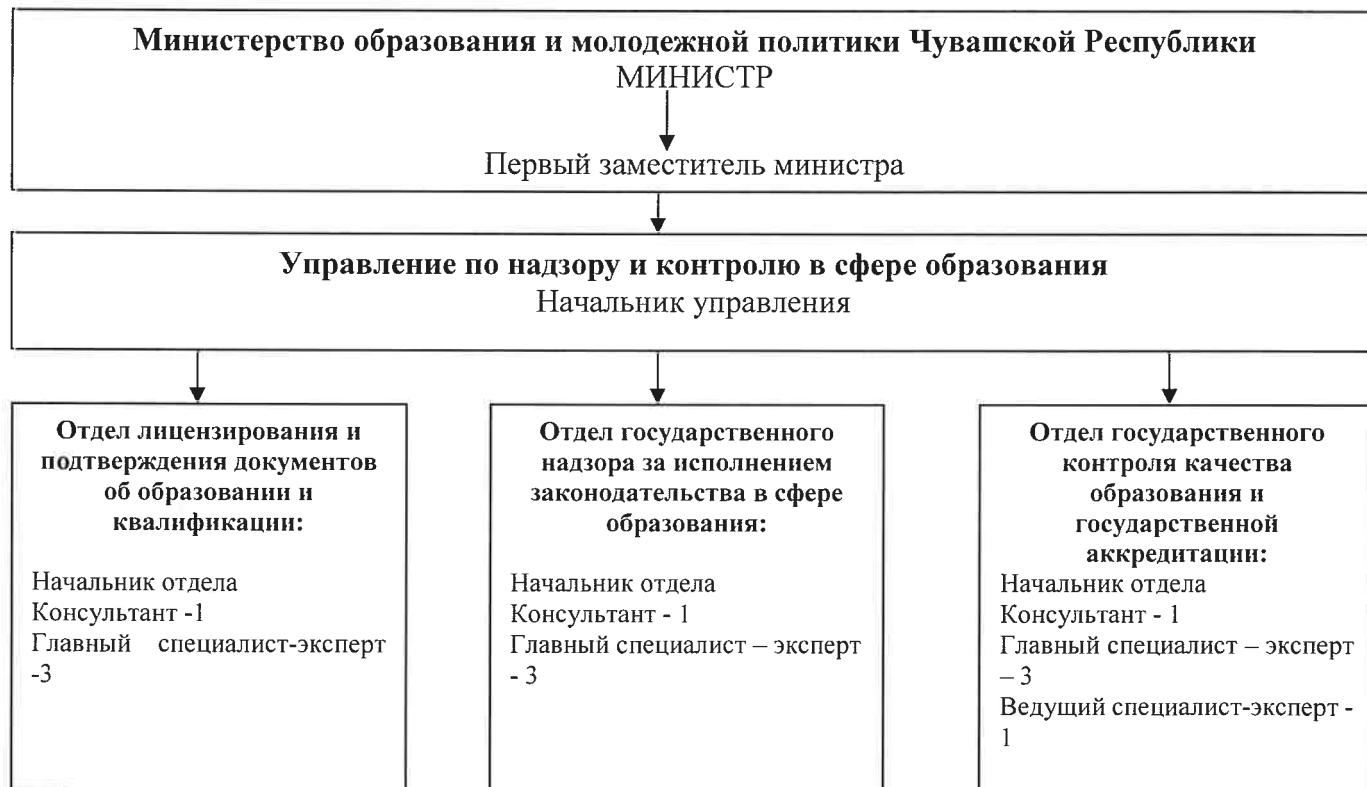 Министерство образования и молодежной политики Чувашской Республики
МИНИСТР
Первый заместитель министра
Управление по надзору и контролю в сфере образования
Начальник управления
Отдел лицензирования и
подтверждения документов
об образовании и
квалификации:
Начальник отдела
Консультант -1
Главный специалист-эксперт
-3
Отдел государственного
надзора за исполнением
законодательства в сфере
образования:
Начальник отдела
Консультант - 1
Главный специалист – эксперт
- 3
Отдел государственного
контроля качества
образования и
государственной
аккредитации:
Начальник отдела
Консультант - 1
Главный специалист – эксперт
– 3
Ведущий специалист-эксперт -
1